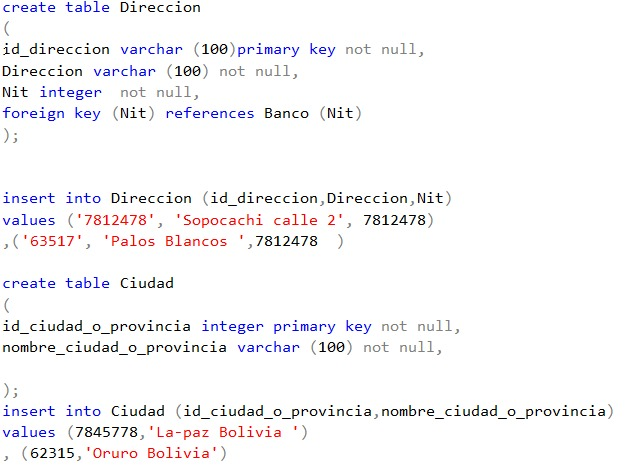 create table Direccion
(
id_direccion varchar (100)primary key not null,
Direccion varchar (100) not null,
Nit integer  not null,
foreign key (Nit) references Banco (Nit)
);
insert into Direccion (id_direccion,Direccion,Nit)
values ('7812478', 'Sopocachi calle 2', 7812478)
,('63517', 'Palos Blancos ',7812478  )
create table Ciudad
(
id_ciudad_o_provincia integer primary key not null,
nombre_ciudad_o_provincia varchar (100) not null,
);
insert into Ciudad (id_ciudad_o_provincia,nombre_ciudad_o_provincia)
values (7845778,'La-paz Bolivia ')
, (62315,'Oruro Bolivia')